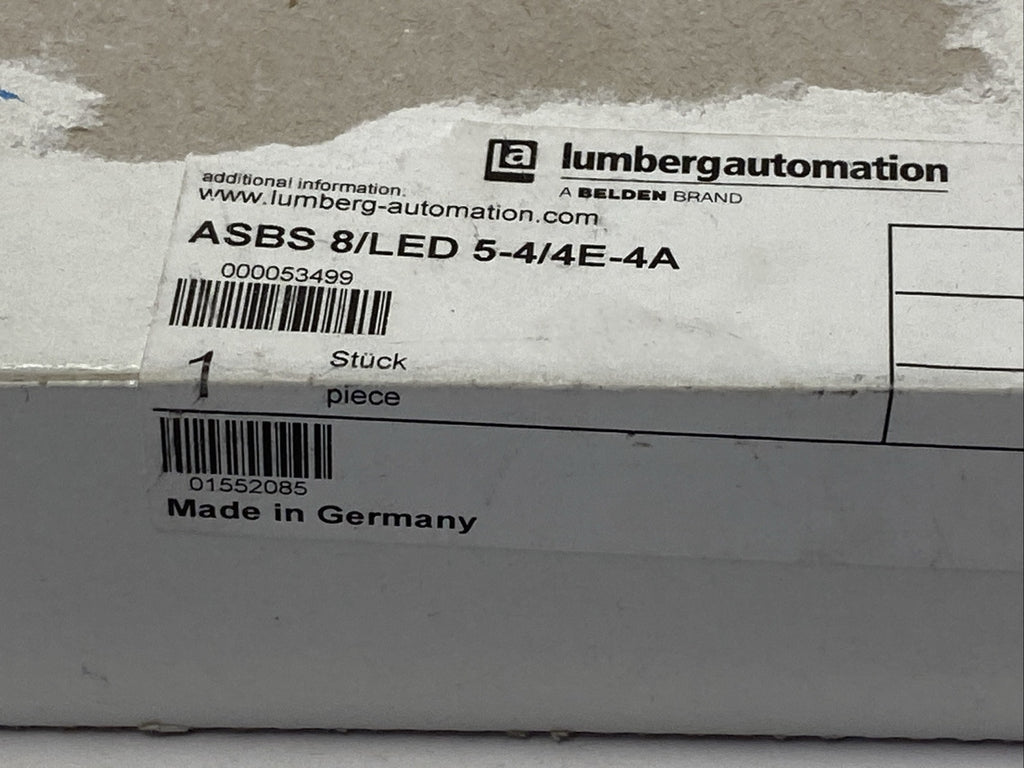 a lumbergautomation
A BELDEN BRAND
additional information:
www.lumberg-automation.com
ASBS 8/LED 5-4/4E-4A
000053499
1 Stück
piece
01552085
Made in Germany